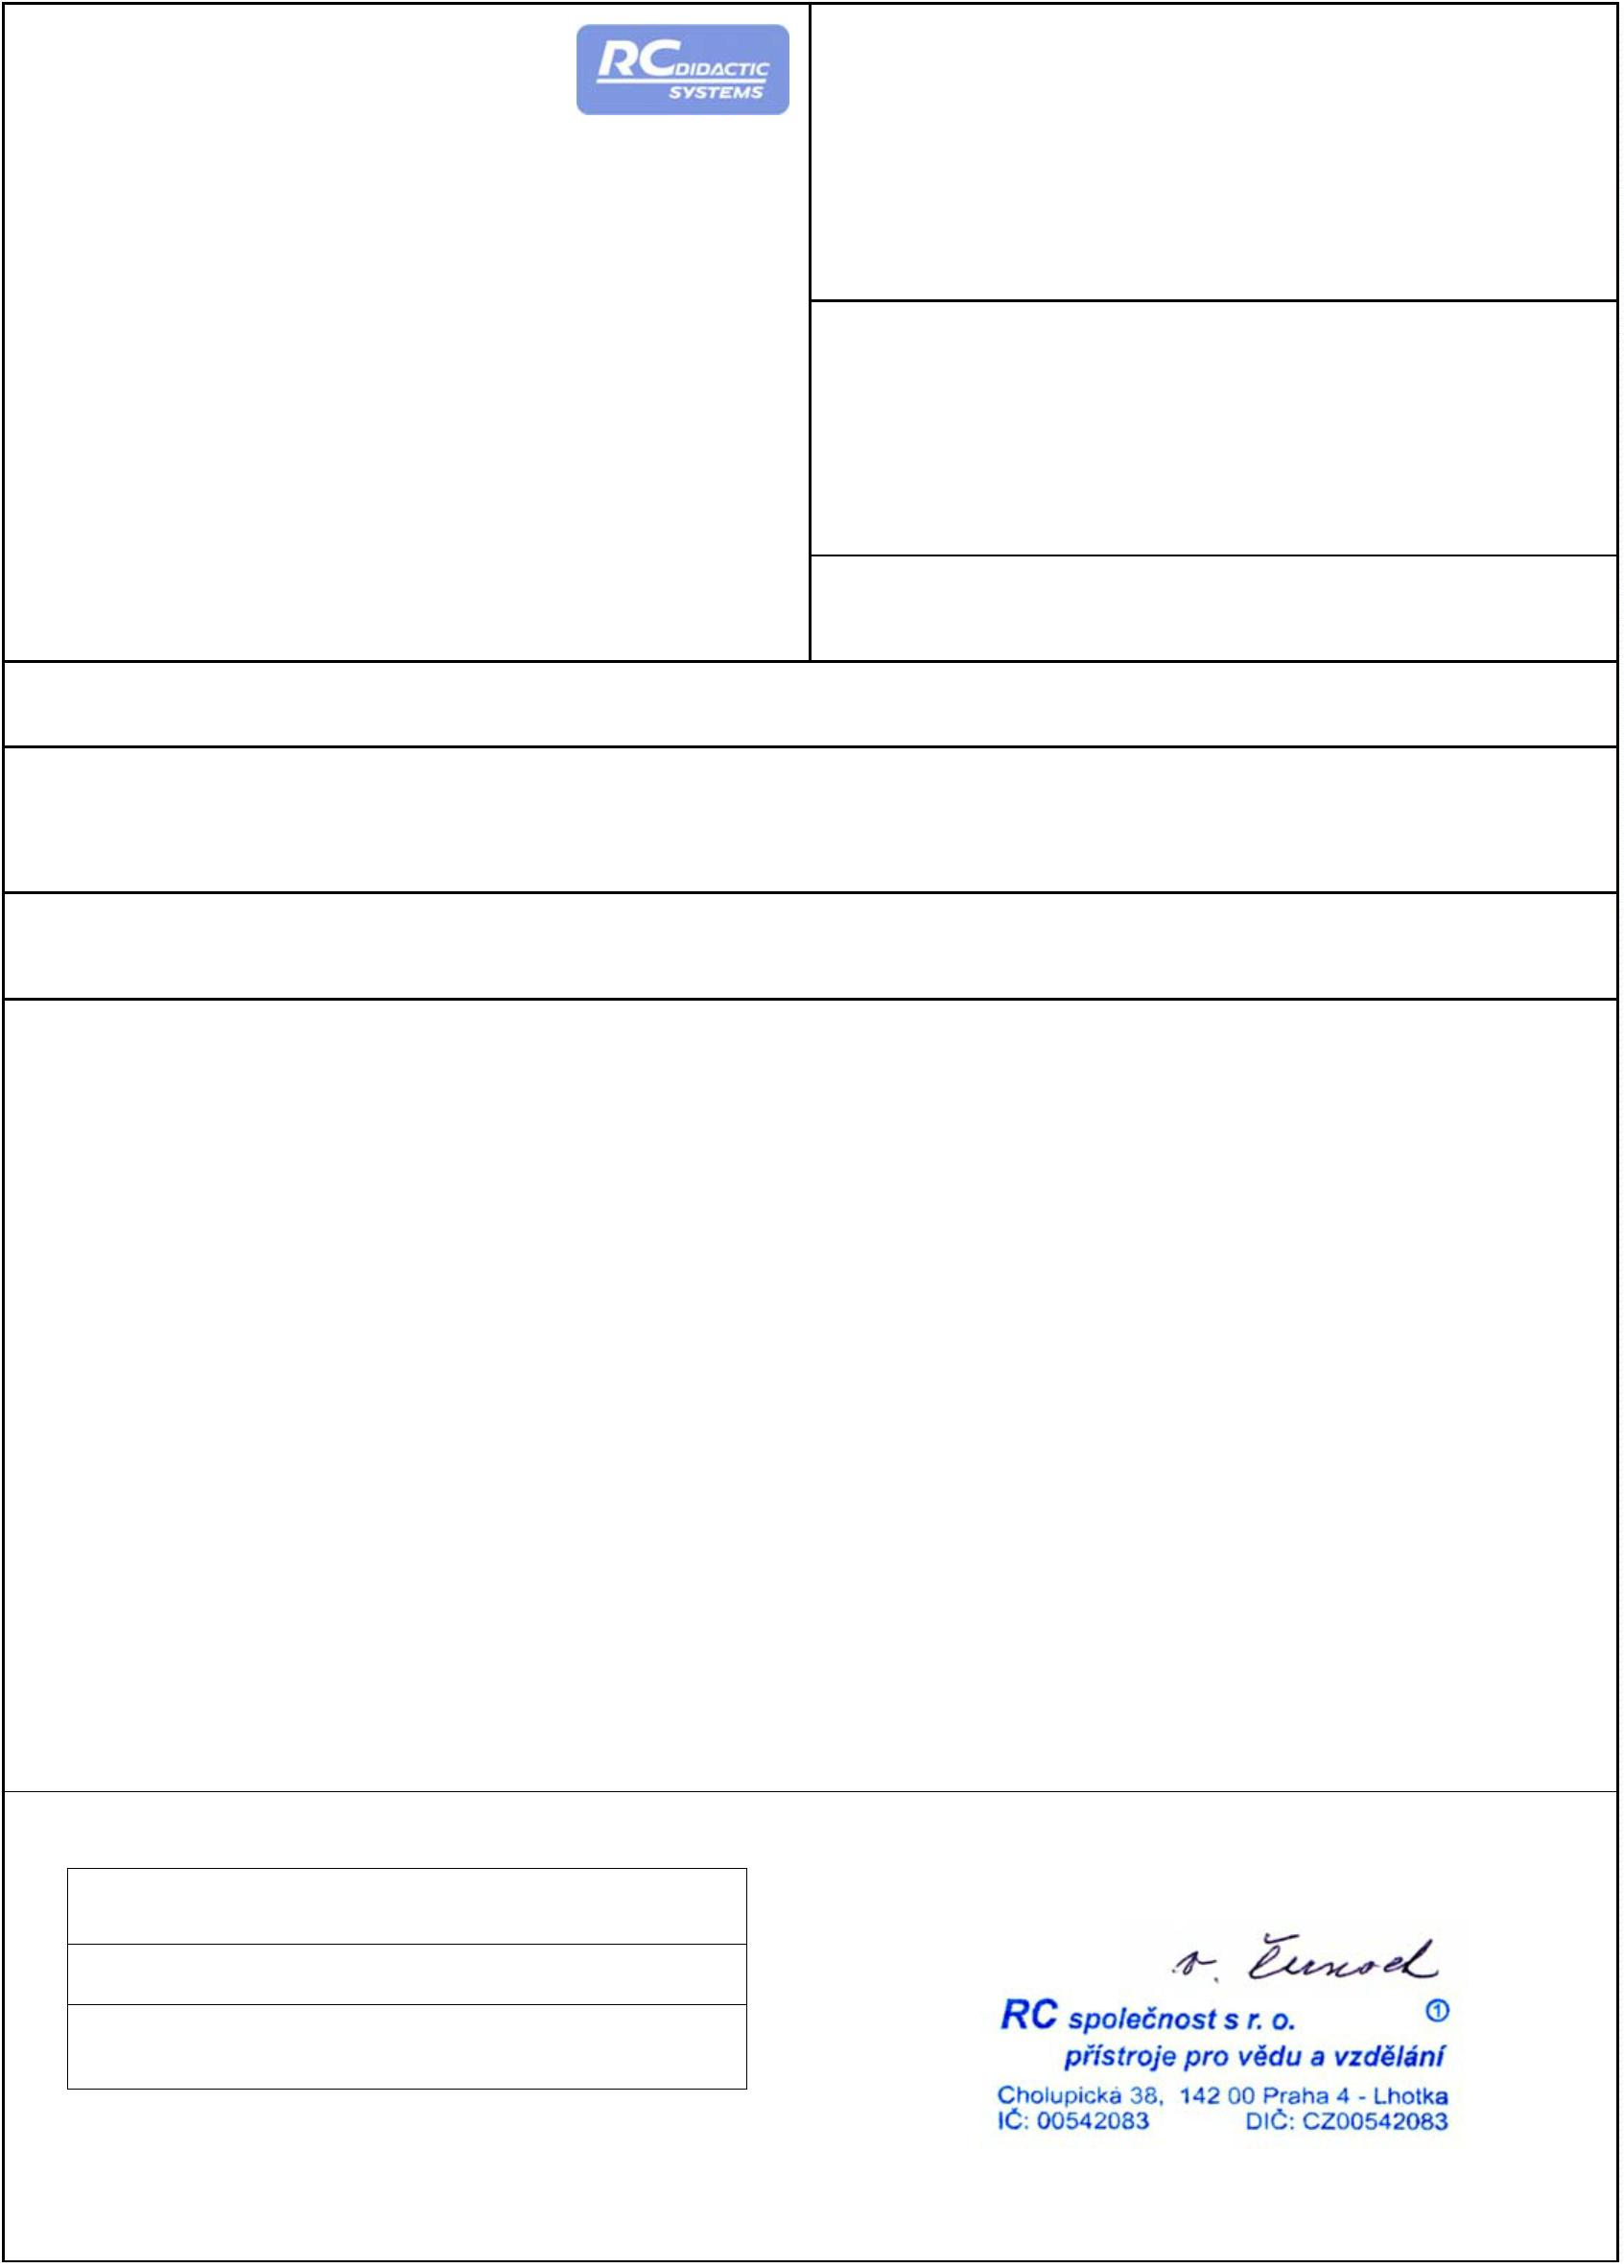 RC DIDACTIC
SYSTEMS
RC společnost s r. o. 1
přístroje pro vědu a vzdělání
Cholupická 38, 142 00 Praha 4 - Lhotka
IČ: 00542083 DIČ: CZ00542083